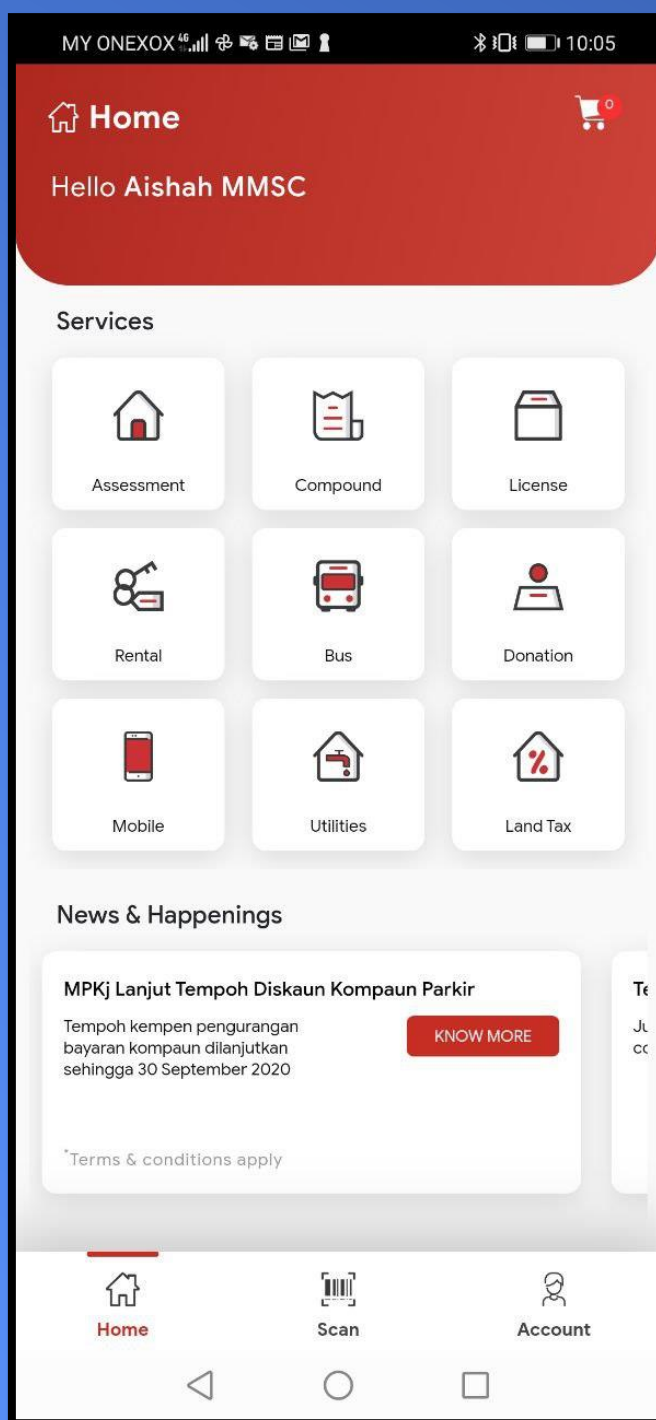 MY ONEXOX 46 10:05
Home 0
Hello Aishah MMSC
Services
Assessment Compound License
Rental Bus Donation
Mobile Utilities Land Tax
News & Happenings
MPKj Lanjut Tempoh Diskaun Kompaun Parkir
Tempoh kempen pengurangan
bayaran kompaun dilanjutkan
sehingga 30 September 2020
KNOW MORE
*Terms & conditions apply
Home Scan Account